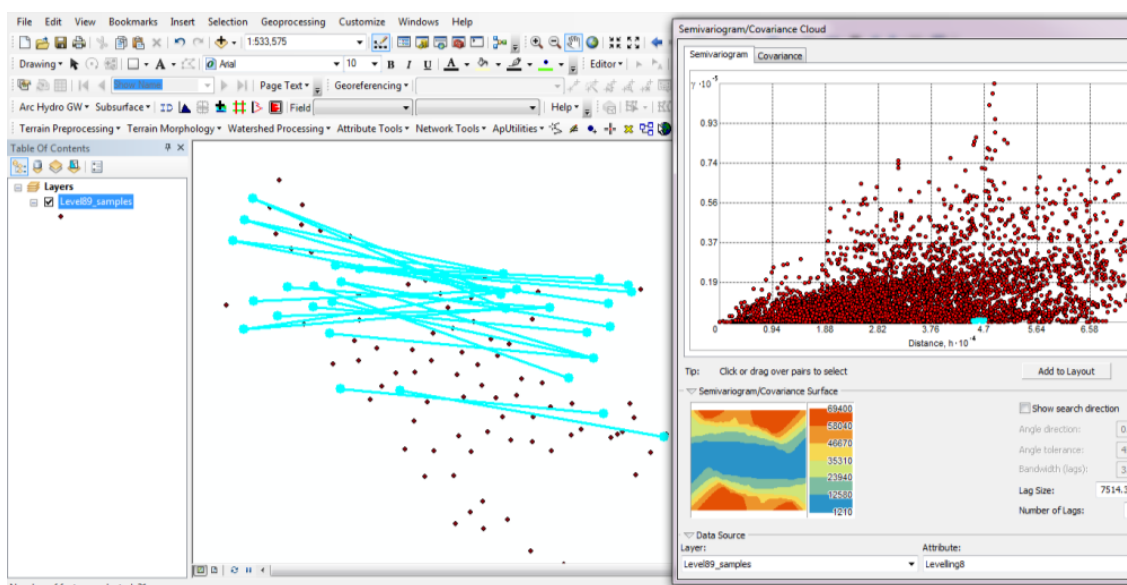 File Edit View Bookmarks Insert Selection Geoprocessing Customize Windows Help
1:533,575
Drawing Arial 10 B I U A Editor
Page Text Georeferencing
Arc Hydro GW Subsurface ID Field Help
Terrain Preprocessing Terrain Morphology Watershed Processing Attribute Tools Network Tools ApUtilities
Table Of Contents
Layers
Level89_samples
Semivariogram/Covariance Cloud
Semivariogram Covariance
γ · 10⁻⁵
0.93
0.74
0.56
0.37
0.19
0 0.94 1.88 2.82 3.76 4.7 5.64 6.58
Distance, h · 10⁻⁴
Tip: Click or drag over pairs to select Add to Layout
Semivariogram/Covariance Surface
69400
58040
46670
35310
23940
12580
1210
Show search direction
Angle direction: 0.
Angle tolerance: 4
Bandwidth (lags): 3
Lag Size: 7514.3
Number of Lags:
Data Source
Layer: Attribute:
Level89_samples Levelling8